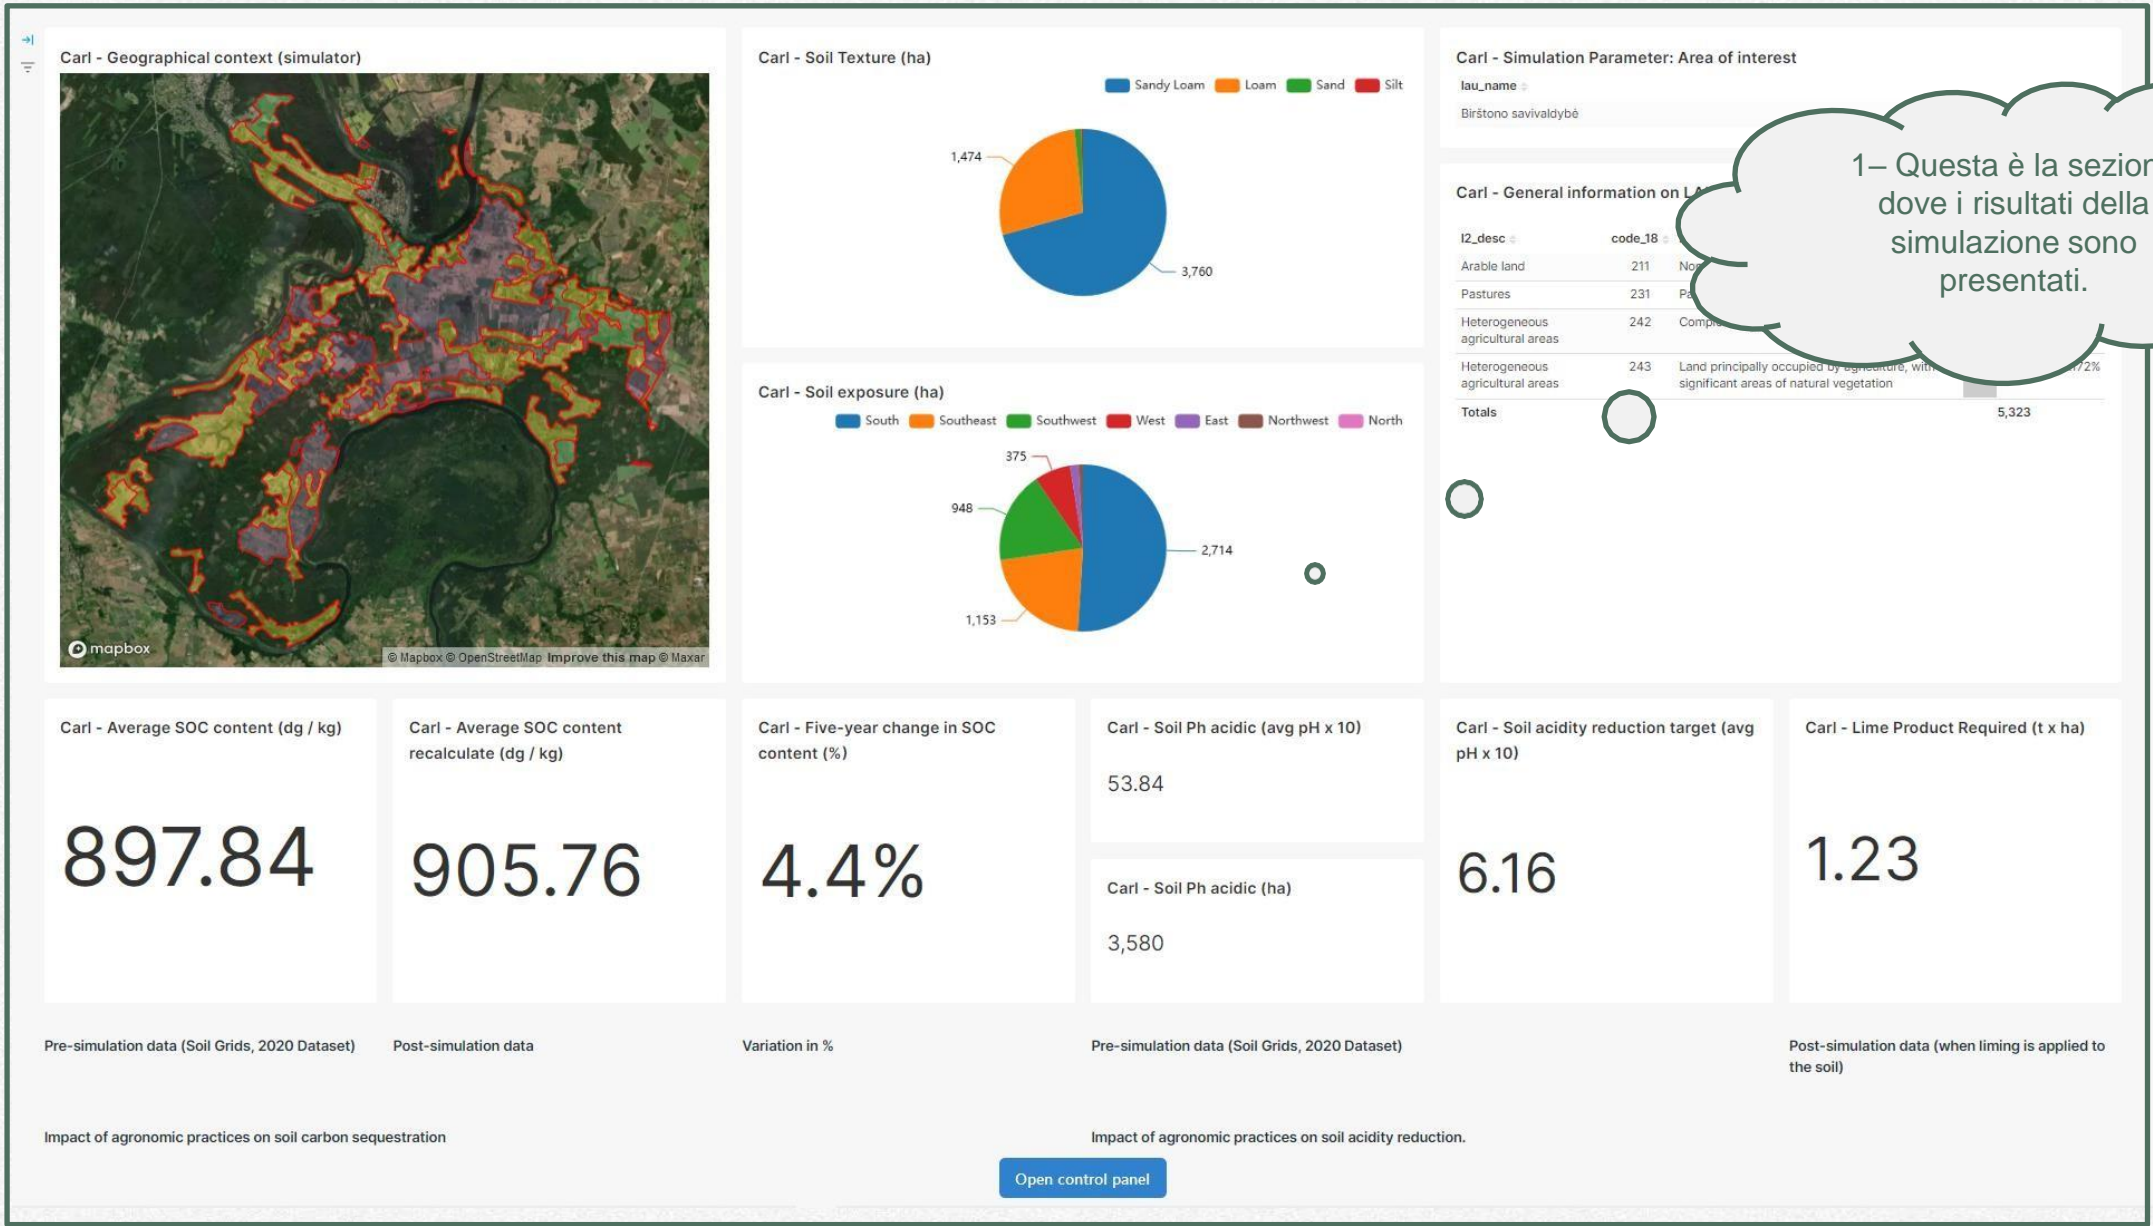 Carl - Geographical context (simulator)
mapbox
© Mapbox © OpenStreetMap Improve this map © Maxar
Carl - Soil Texture (ha)
Sandy Loam Loam Sand Silt
1,474
3,760
Carl - Soil exposure (ha)
South Southeast Southwest West East Northwest North
375
948
2,714
1,153
Carl - Simulation Parameter: Area of interest
lau_name
Birštono savivaldybė
Carl - General information on
l2_desc code_18
Arable land 211
Pastures 231
Heterogeneous 242
agricultural areas
Heterogeneous 243 Land principally occupied by agriculture, with
agricultural areas significant areas of natural vegetation
Totals 5,323
1– Questa è la
dove i risultati della
simulazione sono
presentati.
Carl - Average SOC content (dg / kg)
897.84
Carl - Average SOC content
recalculate (dg / kg)
905.76
Carl - Five-year change in SOC
content (%)
4.4%
Carl - Soil Ph acidic (avg pH x 10)
53.84
Carl - Soil Ph acidic (ha)
3,580
Carl - Soil acidity reduction target (avg
pH x 10)
6.16
Carl - Lime Product Required (t x ha)
1.23
Pre-simulation data (Soil Grids, 2020 Dataset)
Post-simulation data
Variation in %
Pre-simulation data (Soil Grids, 2020 Dataset)
Post-simulation data (when liming is applied to
the soil)
Impact of agronomic practices on soil carbon sequestration
Impact of agronomic practices on soil acidity reduction.
Open control panel